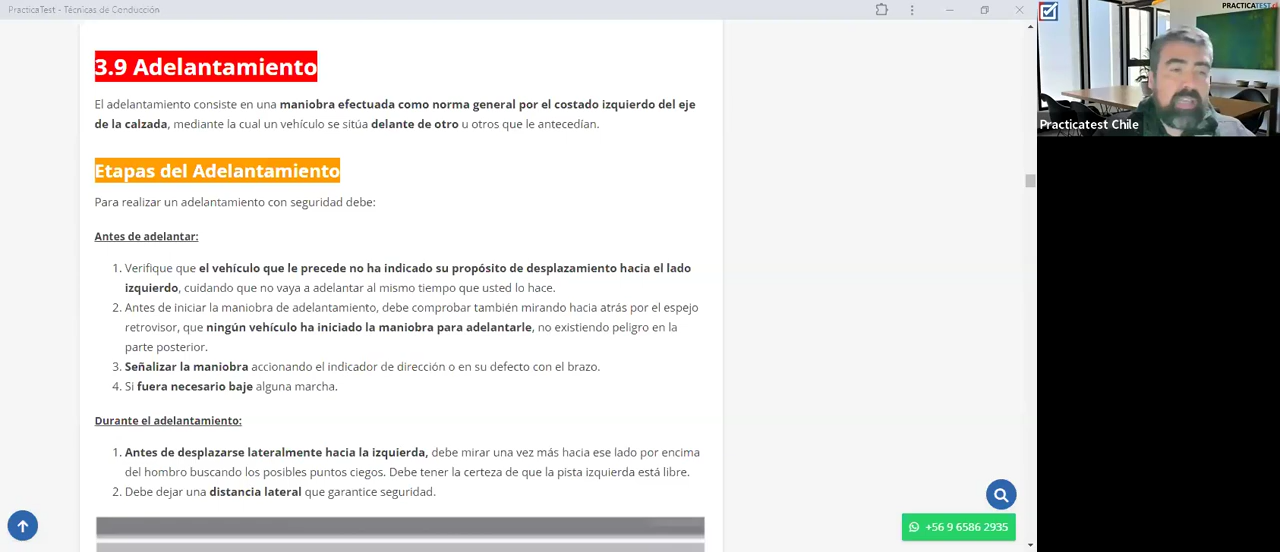 PracticaTest - Técnicas de Conducción
PRACTICATEST.cl
3.9 Adelantamiento
El adelantamiento consiste en una maniobra efectuada como norma general por el costado izquierdo del eje
de la calzada, mediante la cual un vehículo se sitúa delante de otro u otros que le antecedían.
Practicatest Chile
Etapas del Adelantamiento
Para realizar un adelantamiento con seguridad debe:
Antes de adelantar:
1. Verifique que el vehículo que le precede no ha indicado su propósito de desplazamiento hacia el lado
izquierdo, cuidando que no vaya a adelantar al mismo tiempo que usted lo hace.
2. Antes de iniciar la maniobra de adelantamiento, debe comprobar también mirando hacia atrás por el espejo
retrovisor, que ningún vehículo ha iniciado la maniobra para adelantarle, no existiendo peligro en la
parte posterior.
3. Señalizar la maniobra accionando el indicador de dirección o en su defecto con el brazo.
4. Si fuera necesario baje alguna marcha.
Durante el adelantamiento:
1. Antes de desplazarse lateralmente hacia la izquierda, debe mirar una vez más hacia ese lado por encima
del hombro buscando los posibles puntos ciegos. Debe tener la certeza de que la pista izquierda está libre.
2. Debe dejar una distancia lateral que garantice seguridad.
+56 9 6586 2935